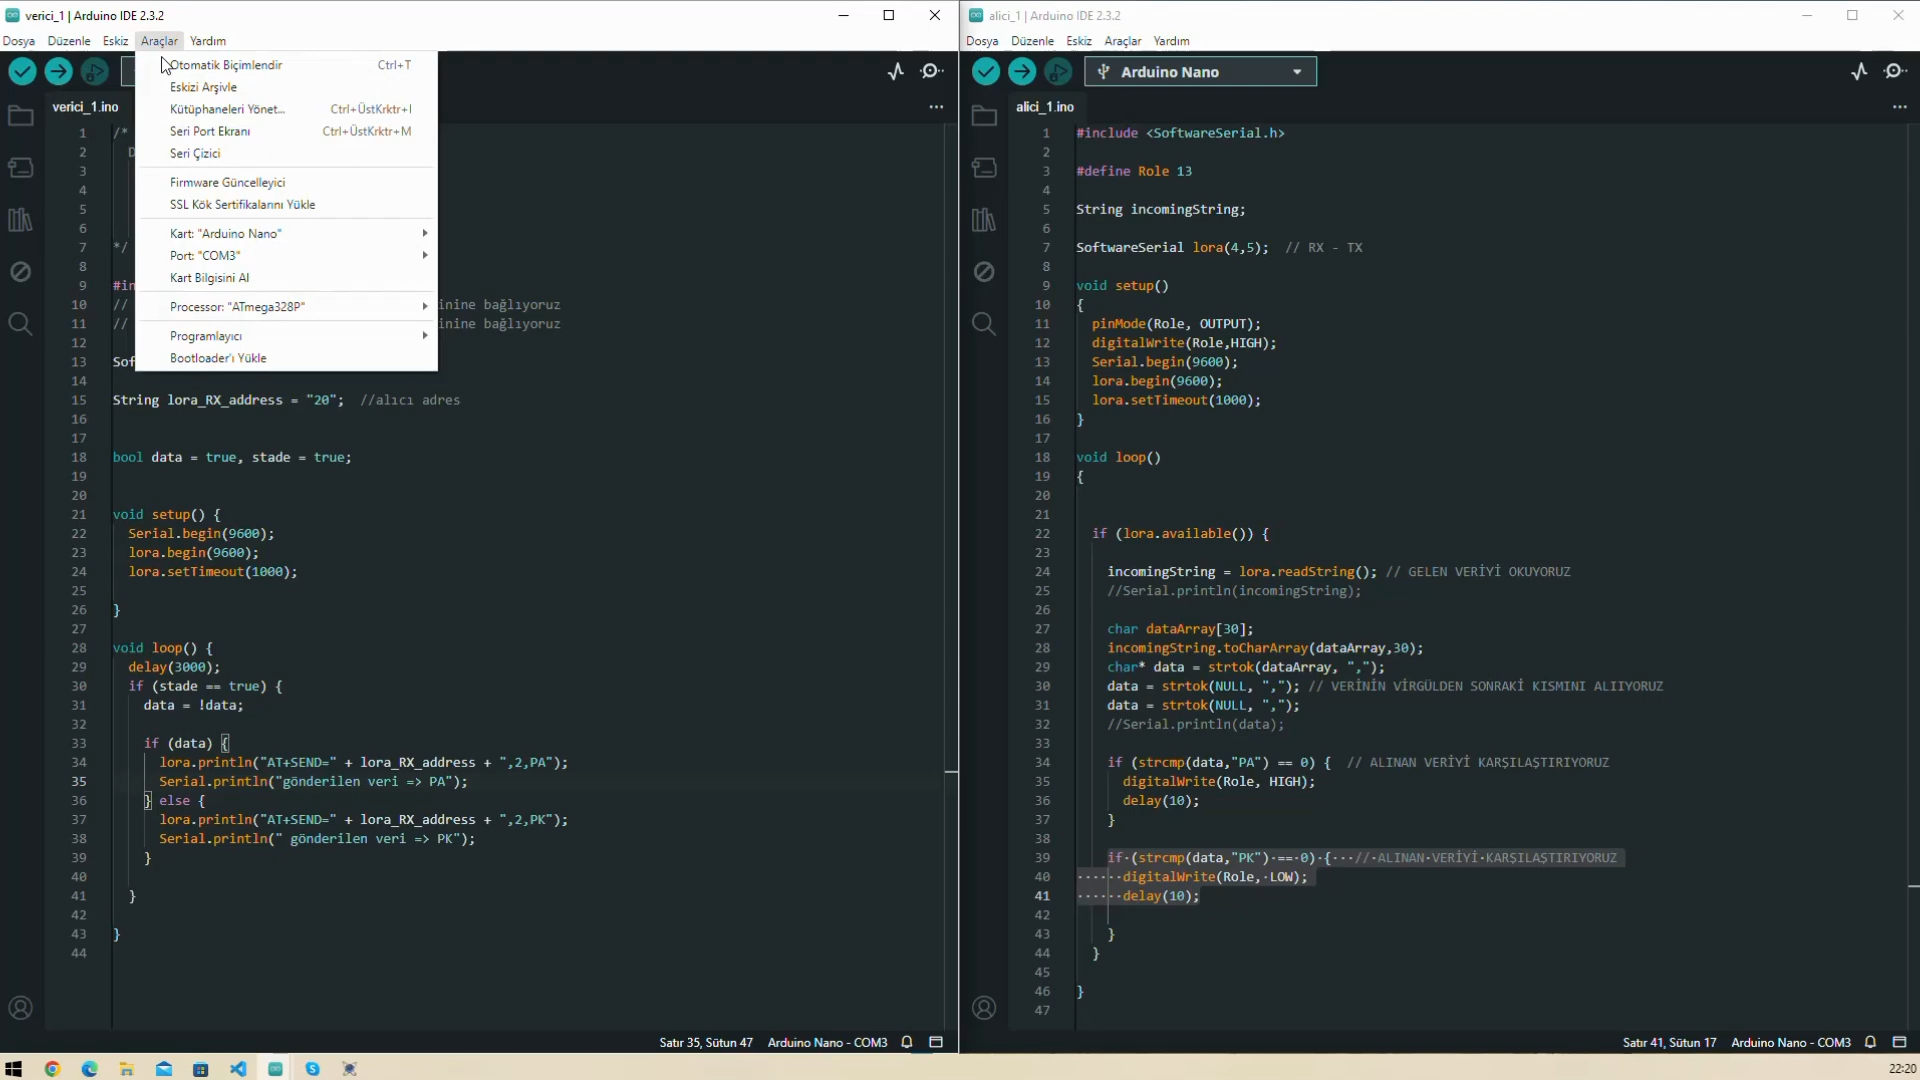 verici_1 | Arduino IDE 2.3.2
Dosya Düzenle Eskiz Araçlar Yardım
Otomatik Biçimlendir Ctrl+T
Eskizi Arşivle
Kütüphaneleri Yönet... Ctrl+ÜstKrktr+I
Seri Port Ekranı Ctrl+ÜstKrktr+M
Seri Çizici
Firmware Güncelleyici
SSL Kök Sertifikalarını Yükle
Kart: "Arduino Nano"
Port: "COM3"
Kart Bilgisini Al
Processor: "ATmega328P"
Programlayıcı
Bootloader'ı Yükle
verici_1.ino
1 /*
2 D
3
4
5
6
7 */
8
9 #in
10 // inine bağlıyoruz
11 // inine bağlıyoruz
12
13 Sof
14
15 String lora_RX_address = "20"; //alıcı adres
16
17
18 bool data = true, stade = true;
19
20
21 void setup() {
22 Serial.begin(9600);
23 lora.begin(9600);
24 lora.setTimeout(1000);
25
26 }
27
28 void loop() {
29 delay(3000);
30 if (stade == true) {
31 data = !data;
32
33 if (data) {
34 lora.println("AT+SEND=" + lora_RX_address + ",2,PA");
35 Serial.println("gönderilen veri => PA");
36 } else {
37 lora.println("AT+SEND=" + lora_RX_address + ",2,PK");
38 Serial.println(" gönderilen veri => PK");
39 }
40
41 }
42
43 }
44
Satır 35, Sütun 47 Arduino Nano - COM3
alici_1 | Arduino IDE 2.3.2
Dosya Düzenle Eskiz Araçlar Yardım
Arduino Nano
alici_1.ino
1 #include <SoftwareSerial.h>
2
3 #define Role 13
4
5 String incomingString;
6
7 SoftwareSerial lora(4,5); // RX - TX
8
9 void setup()
10 {
11 pinMode(Role, OUTPUT);
12 digitalWrite(Role,HIGH);
13 Serial.begin(9600);
14 lora.begin(9600);
15 lora.setTimeout(1000);
16 }
17
18 void loop()
19 {
20
21
22 if (lora.available()) {
23
24 incomingString = lora.readString(); // GELEN VERİYİ OKUYORUZ
25 //Serial.println(incomingString);
26
27 char dataArray[30];
28 incomingString.toCharArray(dataArray,30);
29 char* data = strtok(dataArray, ",");
30 data = strtok(NULL, ","); // VERİNİN VİRGÜLDEN SONRAKİ KISMINI ALIIYORUZ
31 data = strtok(NULL, ",");
32 //Serial.println(data);
33
34 if (strcmp(data,"PA") == 0) { // ALINAN VERİYİ KARŞILAŞTIRIYORUZ
35 digitalWrite(Role, HIGH);
36 delay(10);
37 }
38
39 if·(strcmp(data,"PK")·==·0)·{···//·ALINAN·VERİYİ·KARŞILAŞTIRIYORUZ
40 ······digitalWrite(Role,·LOW);
41 ······delay(10);
42
43 }
44 }
45
46 }
47
Satır 41, Sütun 17 Arduino Nano - COM3
22:20